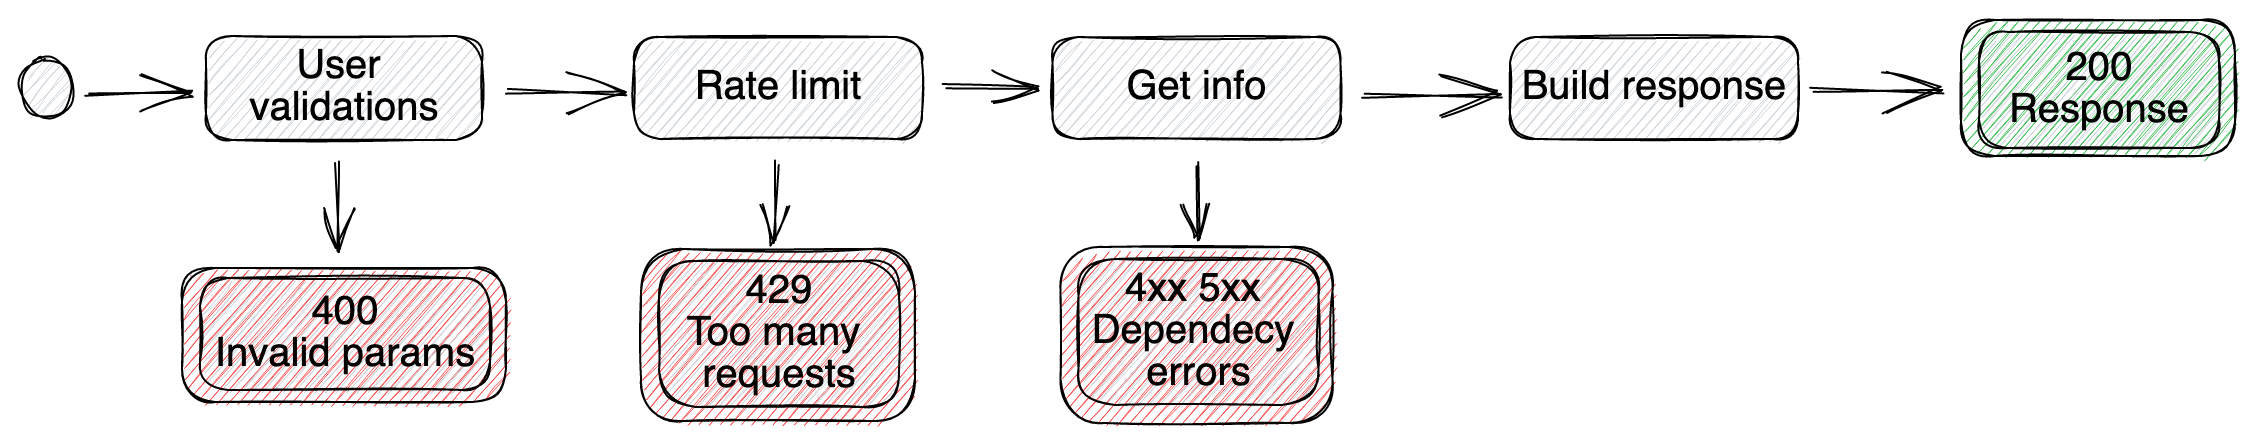 User
validations
Rate limit
Get info
Build response
200
Response
400
Invalid params
429
Too many
requests
4xx 5xx
Dependecy
errors